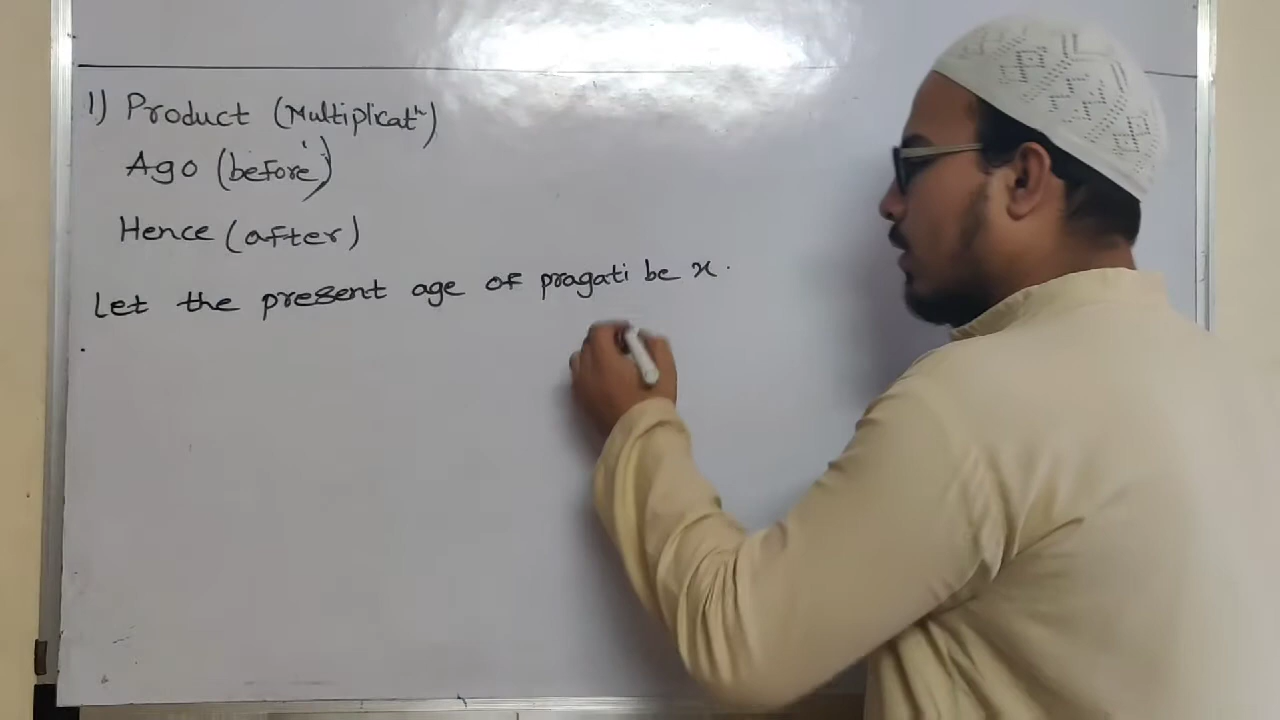 1) Product (Multiplicatⁿ)
Ago (before)
Hence (after)
Let the present age of pragati be x.